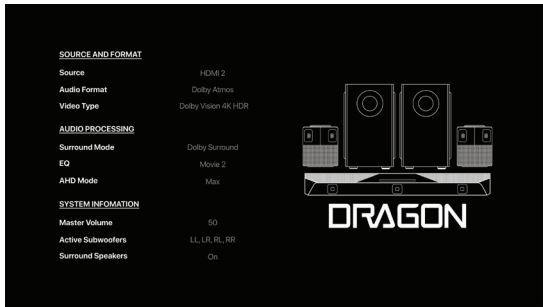 SOURCE AND FORMAT
Source HDMI 2
Audio Format Dolby Atmos
Video Type Dolby Vision 4K HDR
AUDIO PROCESSING
Surround Mode Dolby Surround
EQ Movie 2
AHD Mode Max
SYSTEM INFOMATION
Master Volume 50
Active Subwoofers LL, LR, RL, RR
Surround Speakers On
DRAGON